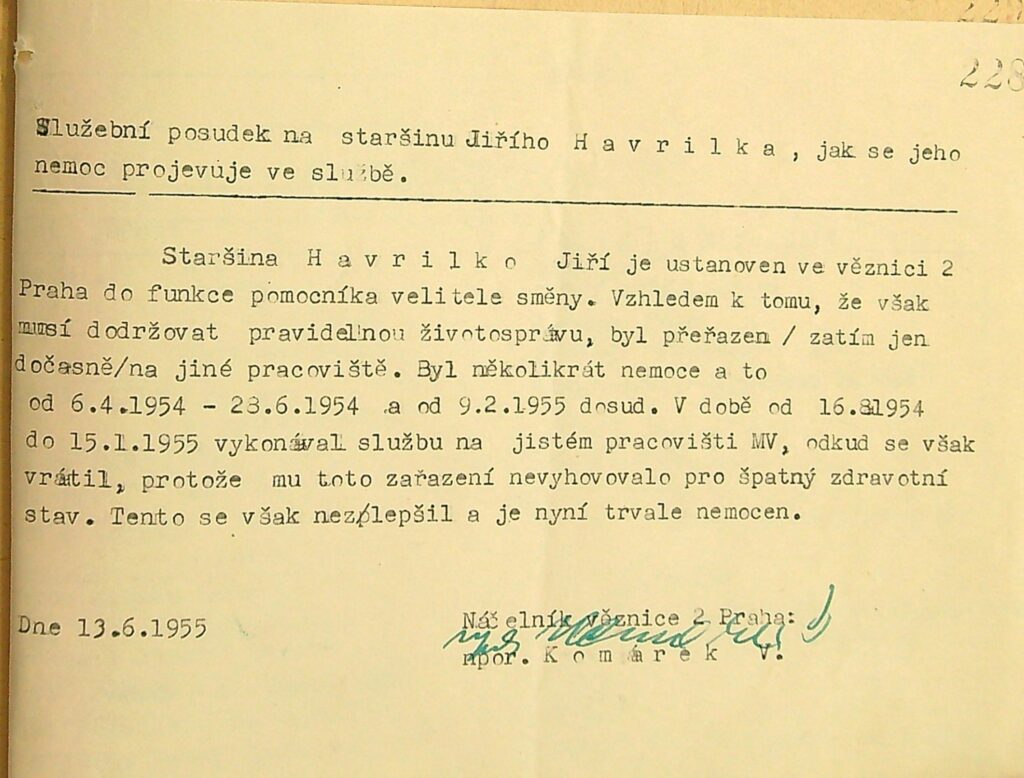 228
Služební posudek na staršinu Jiřího H a v r i l k a , jak se jeho
nemoc projevuje ve službě.
Staršina H a v r i l k o Jiří je ustanoven ve věznici 2
Praha do funkce pomocníka velitele směny. Vzhledem k tomu, že však
musí dodržovat pravidelnou životosprávu, byl přeřazen / zatím jen
dočasně/na jiné pracoviště. Byl několikrát nemoce a to
od 6.4.1954 - 28.6.1954 a od 9.2.1955 dosud. V době od 16.81954
do 15.1.1955 vykonával službu na jistém pracovišti MV, odkud se však
vrátil, protože mu toto zařazení nevyhovovalo pro špatný zdravotní
stav. Tento se však nezlepšil a je nyní trvale nemocen.
Dne 13.6.1955
Náčelník věznice 2 Praha:
npor. K o m á r e k V.